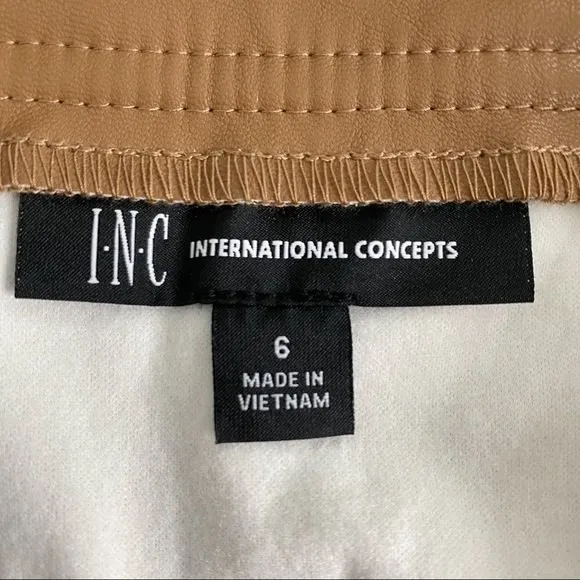 I·N·C INTERNATIONAL CONCEPTS
6
MADE IN
VIETNAM